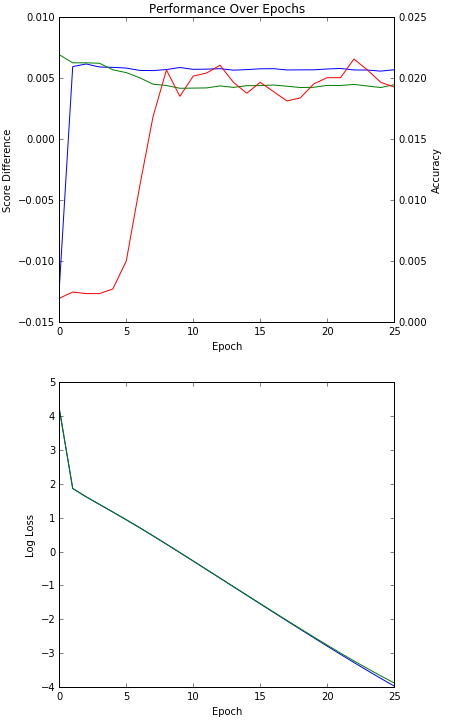 Performance Over Epochs
0.010
0.005
0.000
−0.005
−0.010
−0.015
Score Difference
0.025
0.020
0.015
0.010
0.005
0.000
Accuracy
0 5 10 15 20 25
Epoch
5
4
3
2
1
0
−1
−2
−3
−4
Log Loss
0 5 10 15 20 25
Epoch